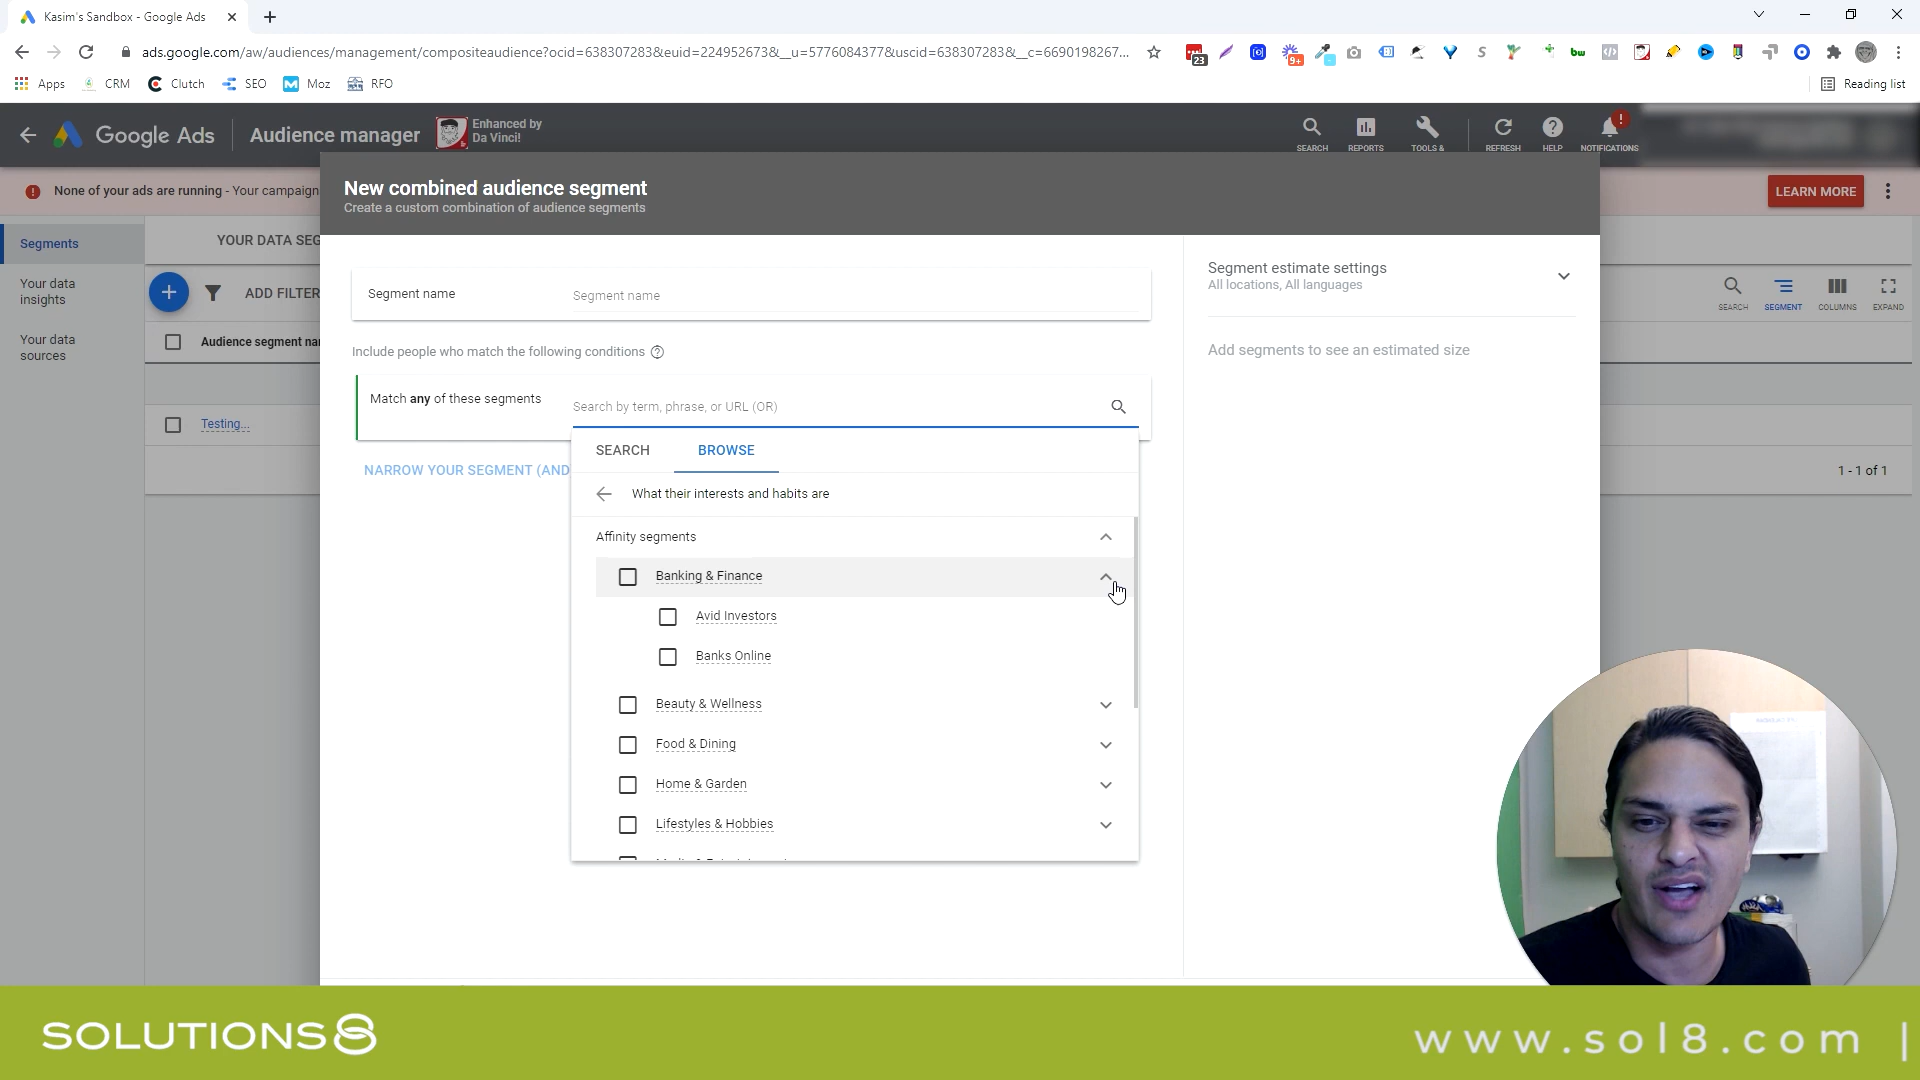 Kasim's Sandbox - Google Ads
ads.google.com/aw/audiences/management/compositeaudience?ocid=638307283&euid=224952673&__u=5776084377&uscid=638307283&__c=6690198267...
23
9+
Apps
CRM
Clutch
SEO
Moz
RFO
Reading list
Google Ads
Audience manager
Enhanced by
Da Vinci!
SEARCH
REPORTS
TOOLS &
REFRESH
HELP
NOTIFICATIONS
None of your ads are running - Your campaign
LEARN MORE
New combined audience segment
Create a custom combination of audience segments
Segments
Your data
insights
Your data
sources
YOUR DATA SEG
ADD FILTER
SEARCH
SEGMENT
COLUMNS
EXPAND
Audience segment na
Testing...
1 - 1 of 1
Segment name
Segment name
Include people who match the following conditions
Match any of these segments
Search by term, phrase, or URL (OR)
NARROW YOUR SEGMENT (AND
SEARCH
BROWSE
What their interests and habits are
Affinity segments
Banking & Finance
Avid Investors
Banks Online
Beauty & Wellness
Food & Dining
Home & Garden
Lifestyles & Hobbies
Segment estimate settings
All locations, All languages
Add segments to see an estimated size
SOLUTIONS8
www.sol8.com |